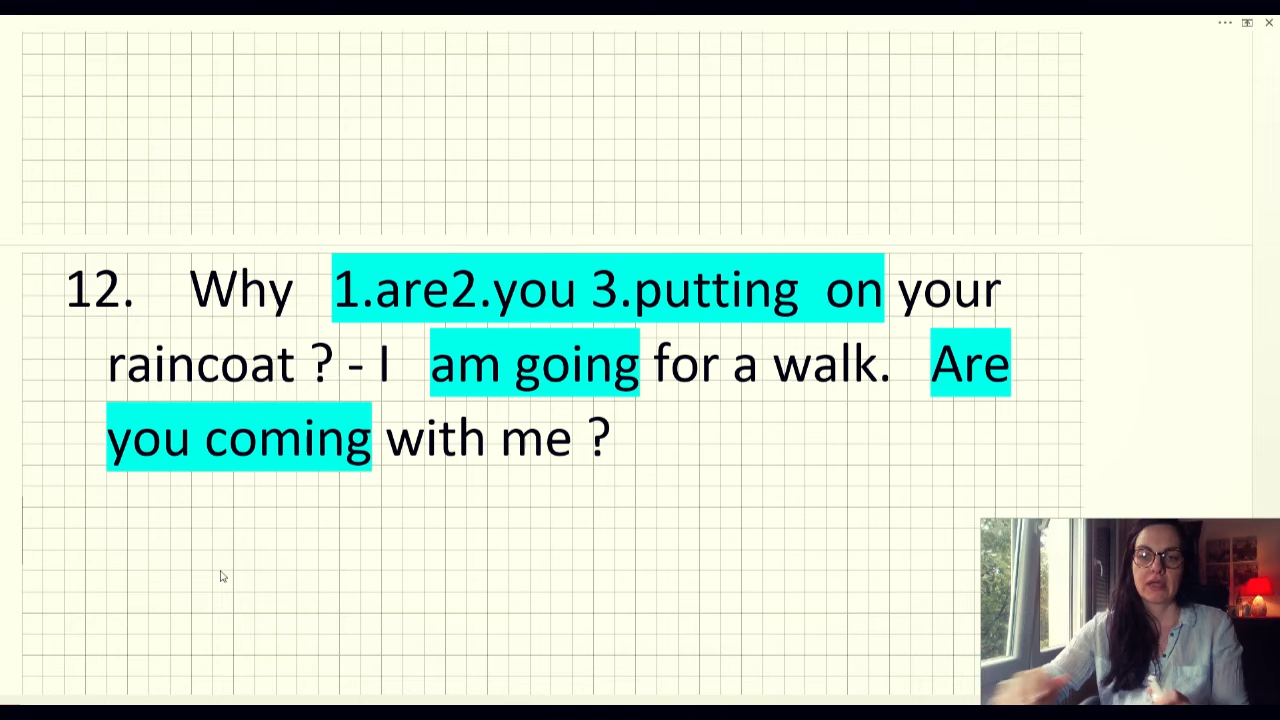 12. Why 1.are2.you 3.putting on your
raincoat ? - I am going for a walk. Are
you coming with me ?